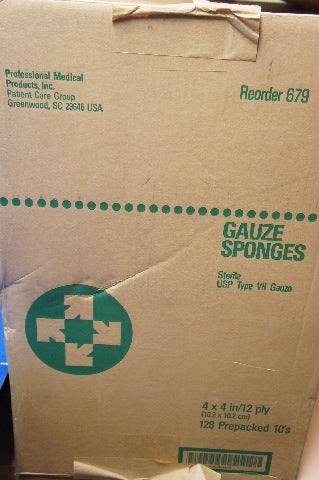 Professional Medical
Products, Inc.
Patient Care Group
Greenwood, SC 29646 USA
Reorder 679
GAUZE
SPONGES
Sterile
USP Type VII Gauze
4 x 4 in/12 ply
(10.2 x 10.2 cm)
128 Prepacked 10's